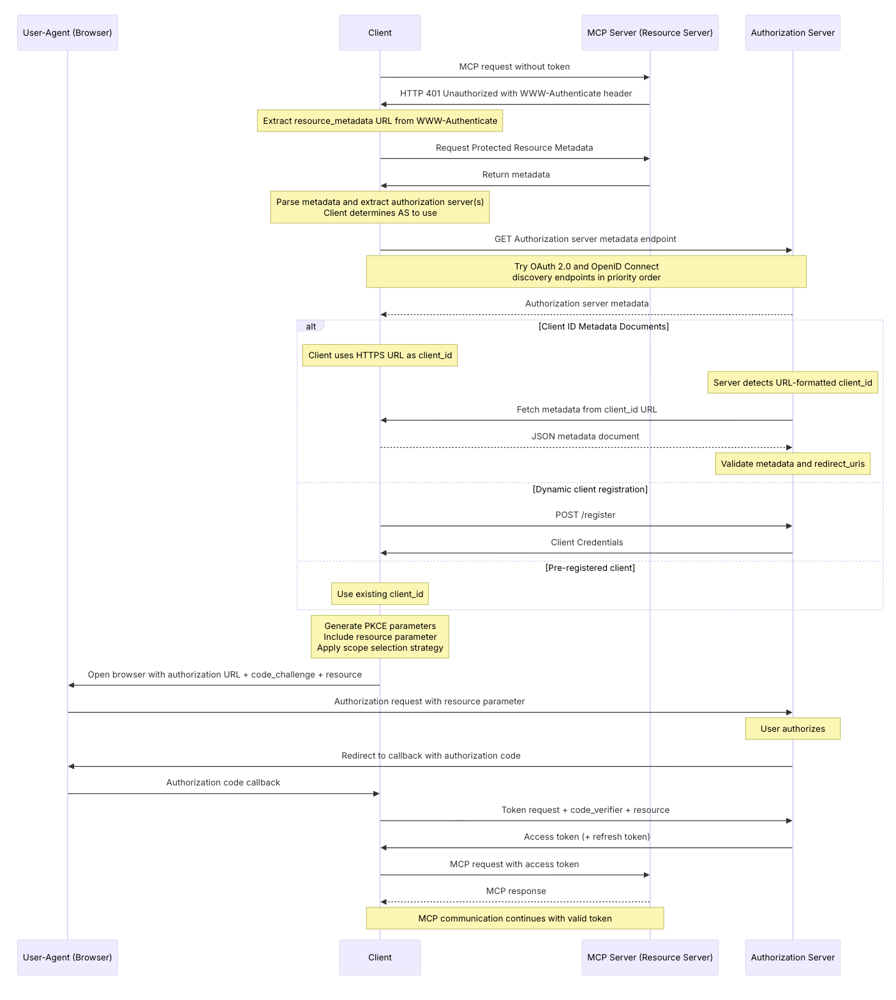 User-Agent (Browser)
Client
MCP Server (Resource Server)
Authorization Server
MCP request without token
HTTP 401 Unauthorized with WWW-Authenticate header
Extract resource_metadata URL from WWW-Authenticate
Request Protected Resource Metadata
Return metadata
Parse metadata and extract authorization server(s)
Client determines AS to use
GET Authorization server metadata endpoint
Try OAuth 2.0 and OpenID Connect
discovery endpoints in priority order
Authorization server metadata
alt
[Client ID Metadata Documents]
Client uses HTTPS URL as client_id
Server detects URL-formatted client_id
Fetch metadata from client_id URL
JSON metadata document
Validate metadata and redirect_uris
[Dynamic client registration]
POST /register
Client Credentials
[Pre-registered client]
Use existing client_id
Generate PKCE parameters
Include resource parameter
Apply scope selection strategy
Open browser with authorization URL + code_challenge + resource
Authorization request with resource parameter
User authorizes
Redirect to callback with authorization code
Authorization code callback
Token request + code_verifier + resource
Access token (+ refresh token)
MCP request with access token
MCP response
MCP communication continues with valid token
User-Agent (Browser)
Client
MCP Server (Resource Server)
Authorization Server